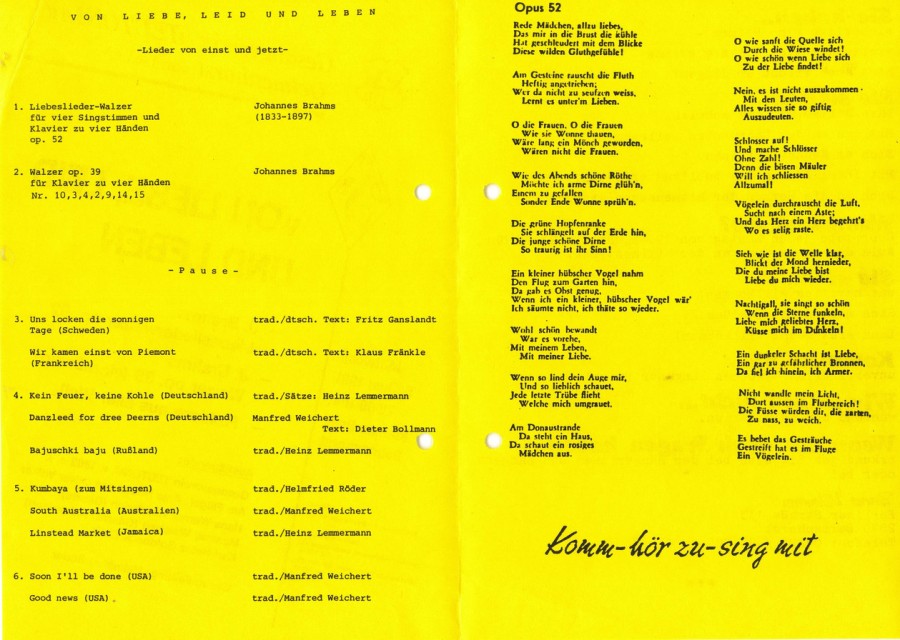 VON LIEBE, LEID UND LEBEN
-Lieder von einst und jetzt-
1. Liebeslieder-Walzer Johannes Brahms
für vier Singstimmen und (1833-1897)
Klavier zu vier Händen
op. 52
2. Walzer op. 39 Johannes Brahms
für Klavier zu vier Händen
Nr. 10,3,4,2,9,14,15
-Pause-
3. Uns locken die sonnigen trad./dtsch. Text: Fritz Ganslandt
Tage (Schweden)
Wir kamen einst von Piemont trad./dtsch. Text: Klaus Fränkle
(Frankreich)
4. Kein Feuer, keine Kohle (Deutschland) trad./Sätze: Heinz Lemmermann
Danzleed for dree Deerns (Deutschland) Manfred Weichert
Text: Dieter Bollmann
Bajuschki baju (Rußland) trad./Heinz Lemmermann
5. Kumbaya (zum Mitsingen) trad./Helmfried Röder
South Australia (Australien) trad./Manfred Weichert
Linstead Market (Jamaica) trad./Heinz Lemmermann
6. Soon I'll be done (USA) trad./Manfred Weichert
Good news (USA) trad./Manfred Weichert
Opus 52
Rede Mädchen, allzu liebes,
Das mir in die Brust die kühle
Hat geschleudert mit dem Blicke
Diese wilden Gluthgefühle!
Am Gesteine rauscht die Fluth
Heftig angetrieben;
Wer da nicht zu seufzen weiss,
Lernt es unter'm Lieben.
O die Frauen, O die Frauen
Wie sie Wonne thauen,
Wäre lang ein Mönch geworden,
Wären nicht die Frauen.
Wie des Abends schöne Röthe
Möchte ich arme Dirne glüh'n,
Einem zu gefallen
Sonder Ende Wonne sprüh'n.
Die grüne Hopfenranke
Sie schlängelt auf der Erde hin,
Die junge schöne Dirne
So traurig ist ihr Sinn!
Ein kleiner hübscher Vogel nahm
Den Flug zum Garten hin,
Da gab es Obst genug.
Wenn ich ein kleiner, hübscher Vogel wär'
Ich säumte nicht, ich thäte so wieder.
Wohl schön bewandt
War es vorehe,
Mit meinem Leben,
Mit meiner Liebe.
Wenn so lind dein Auge mir,
Und so lieblich schauet,
Jede letzte Trübe flieht
Welche mich umgrauet.
Am Donaustrande
Da steht ein Haus,
Da schaut ein rosiges
Mädchen aus.
O wie sanft die Quelle sich
Durch die Wiese windet!
O wie schön wenn Liebe sich
Zu der Liebe findet!
Nein, es ist nicht auszukommen
Mit den Leuten,
Alles wissen sie so giftig
Auszudeuten.
Schlosser auf!
Und mache Schlösser
Ohne Zahl!
Denn die bösen Mäuler
Will ich schliessen
Allzumal!
Vögelein durchrauscht die Luft,
Sucht nach einem Aste;
Und das Herz ein Herz begehrt's
Wo es selig raste.
Sieh wie ist die Welle klar,
Blickt der Mond hernieder,
Die du meine Liebe bist
Liebe du mich wieder.
Nachtigall, sie singt so schön
Wenn die Sterne funkeln,
Liebe mich geliebtes Herz,
Küsse mich im Dunkeln!
Ein dunkeler Schacht ist Liebe,
Ein gar zu gefährlicher Bronnen,
Da fiel ich hinein, ich Armer.
Nicht wandle mein Licht,
Dort aussen im Flurbereich!
Die Füsse würden dir, die zarten,
Zu nass, zu weich.
Es bebet das Gesträuche
Gestreift hat es im Fluge
Ein Vögelein.
Komm-hör zu-sing mit